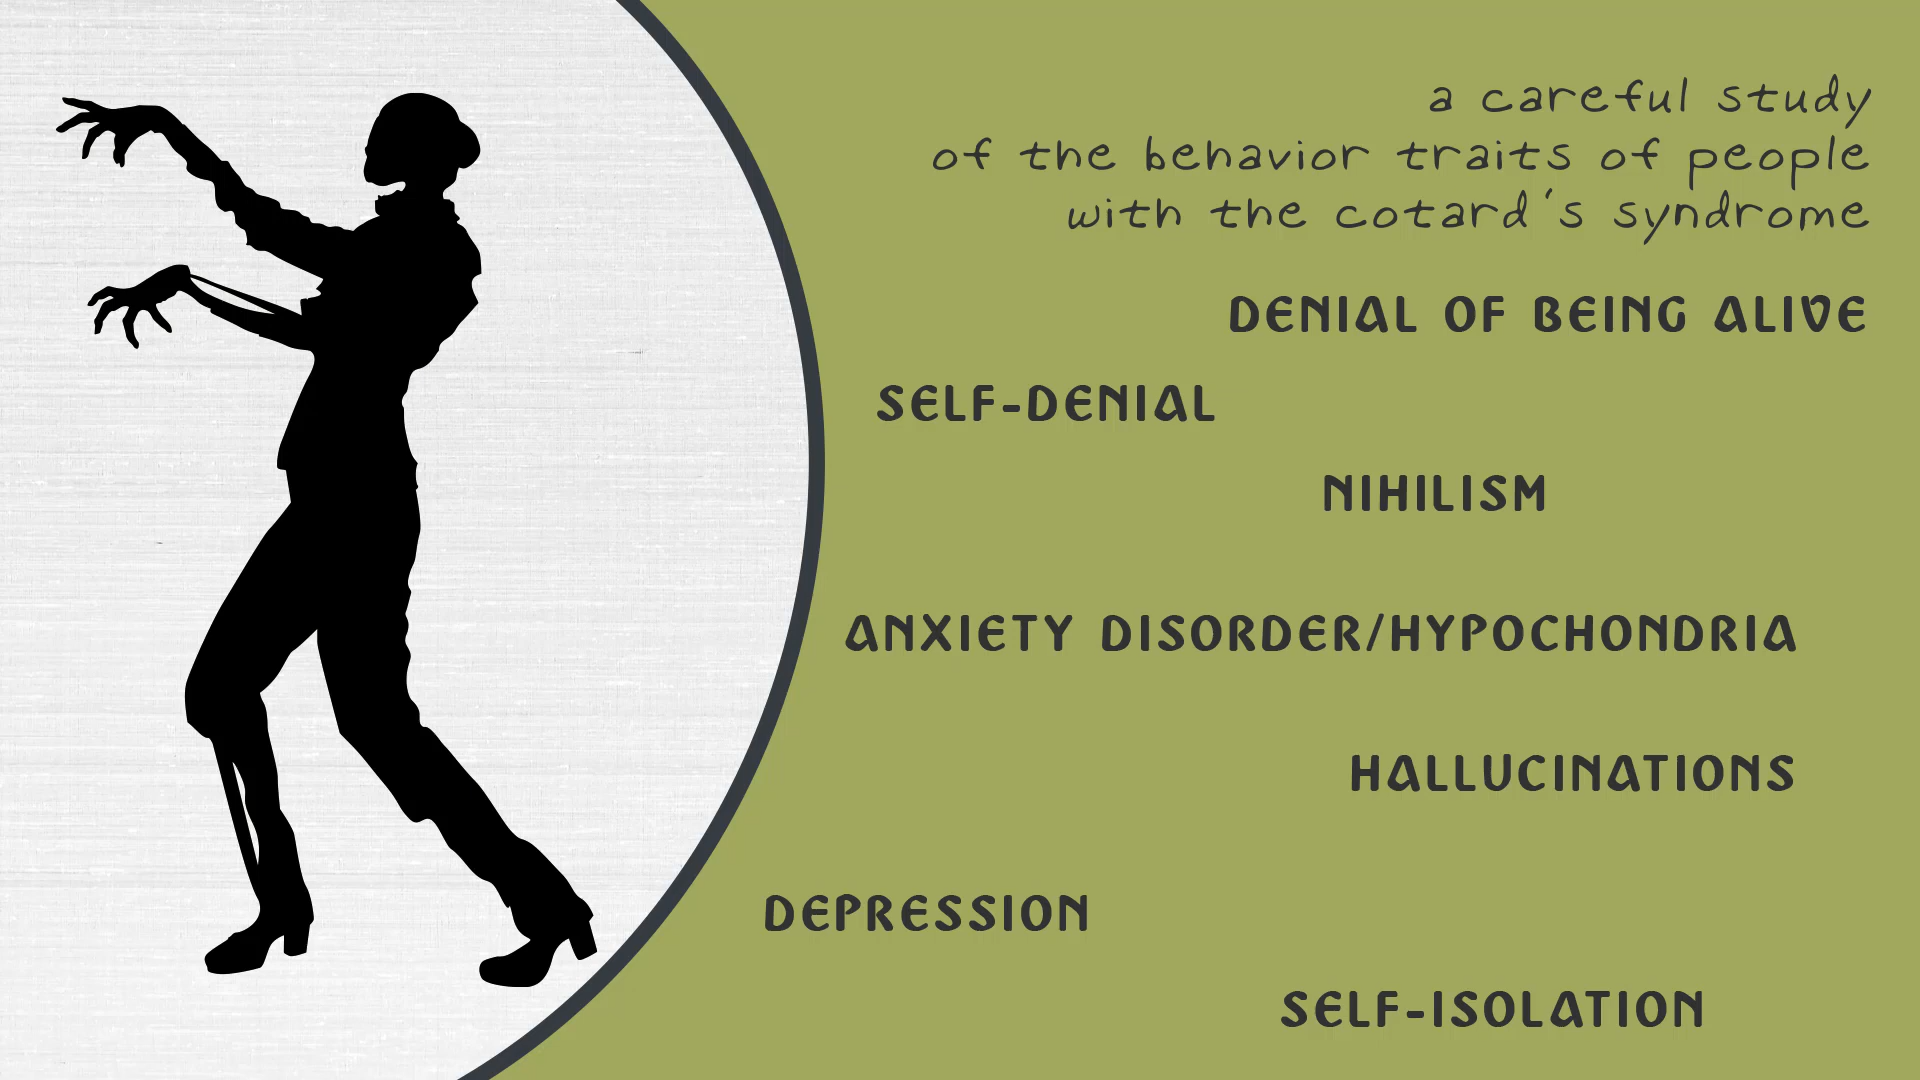 a careful study
of the behavior traits of people
with the cotard's syndrome
DENIAL OF BEING ALIVE
SELF-DENIAL
NIHILISM
ANXIETY DISORDER/HYPOCHONDRIA
HALLUCINATIONS
DEPRESSION
SELF-ISOLATION